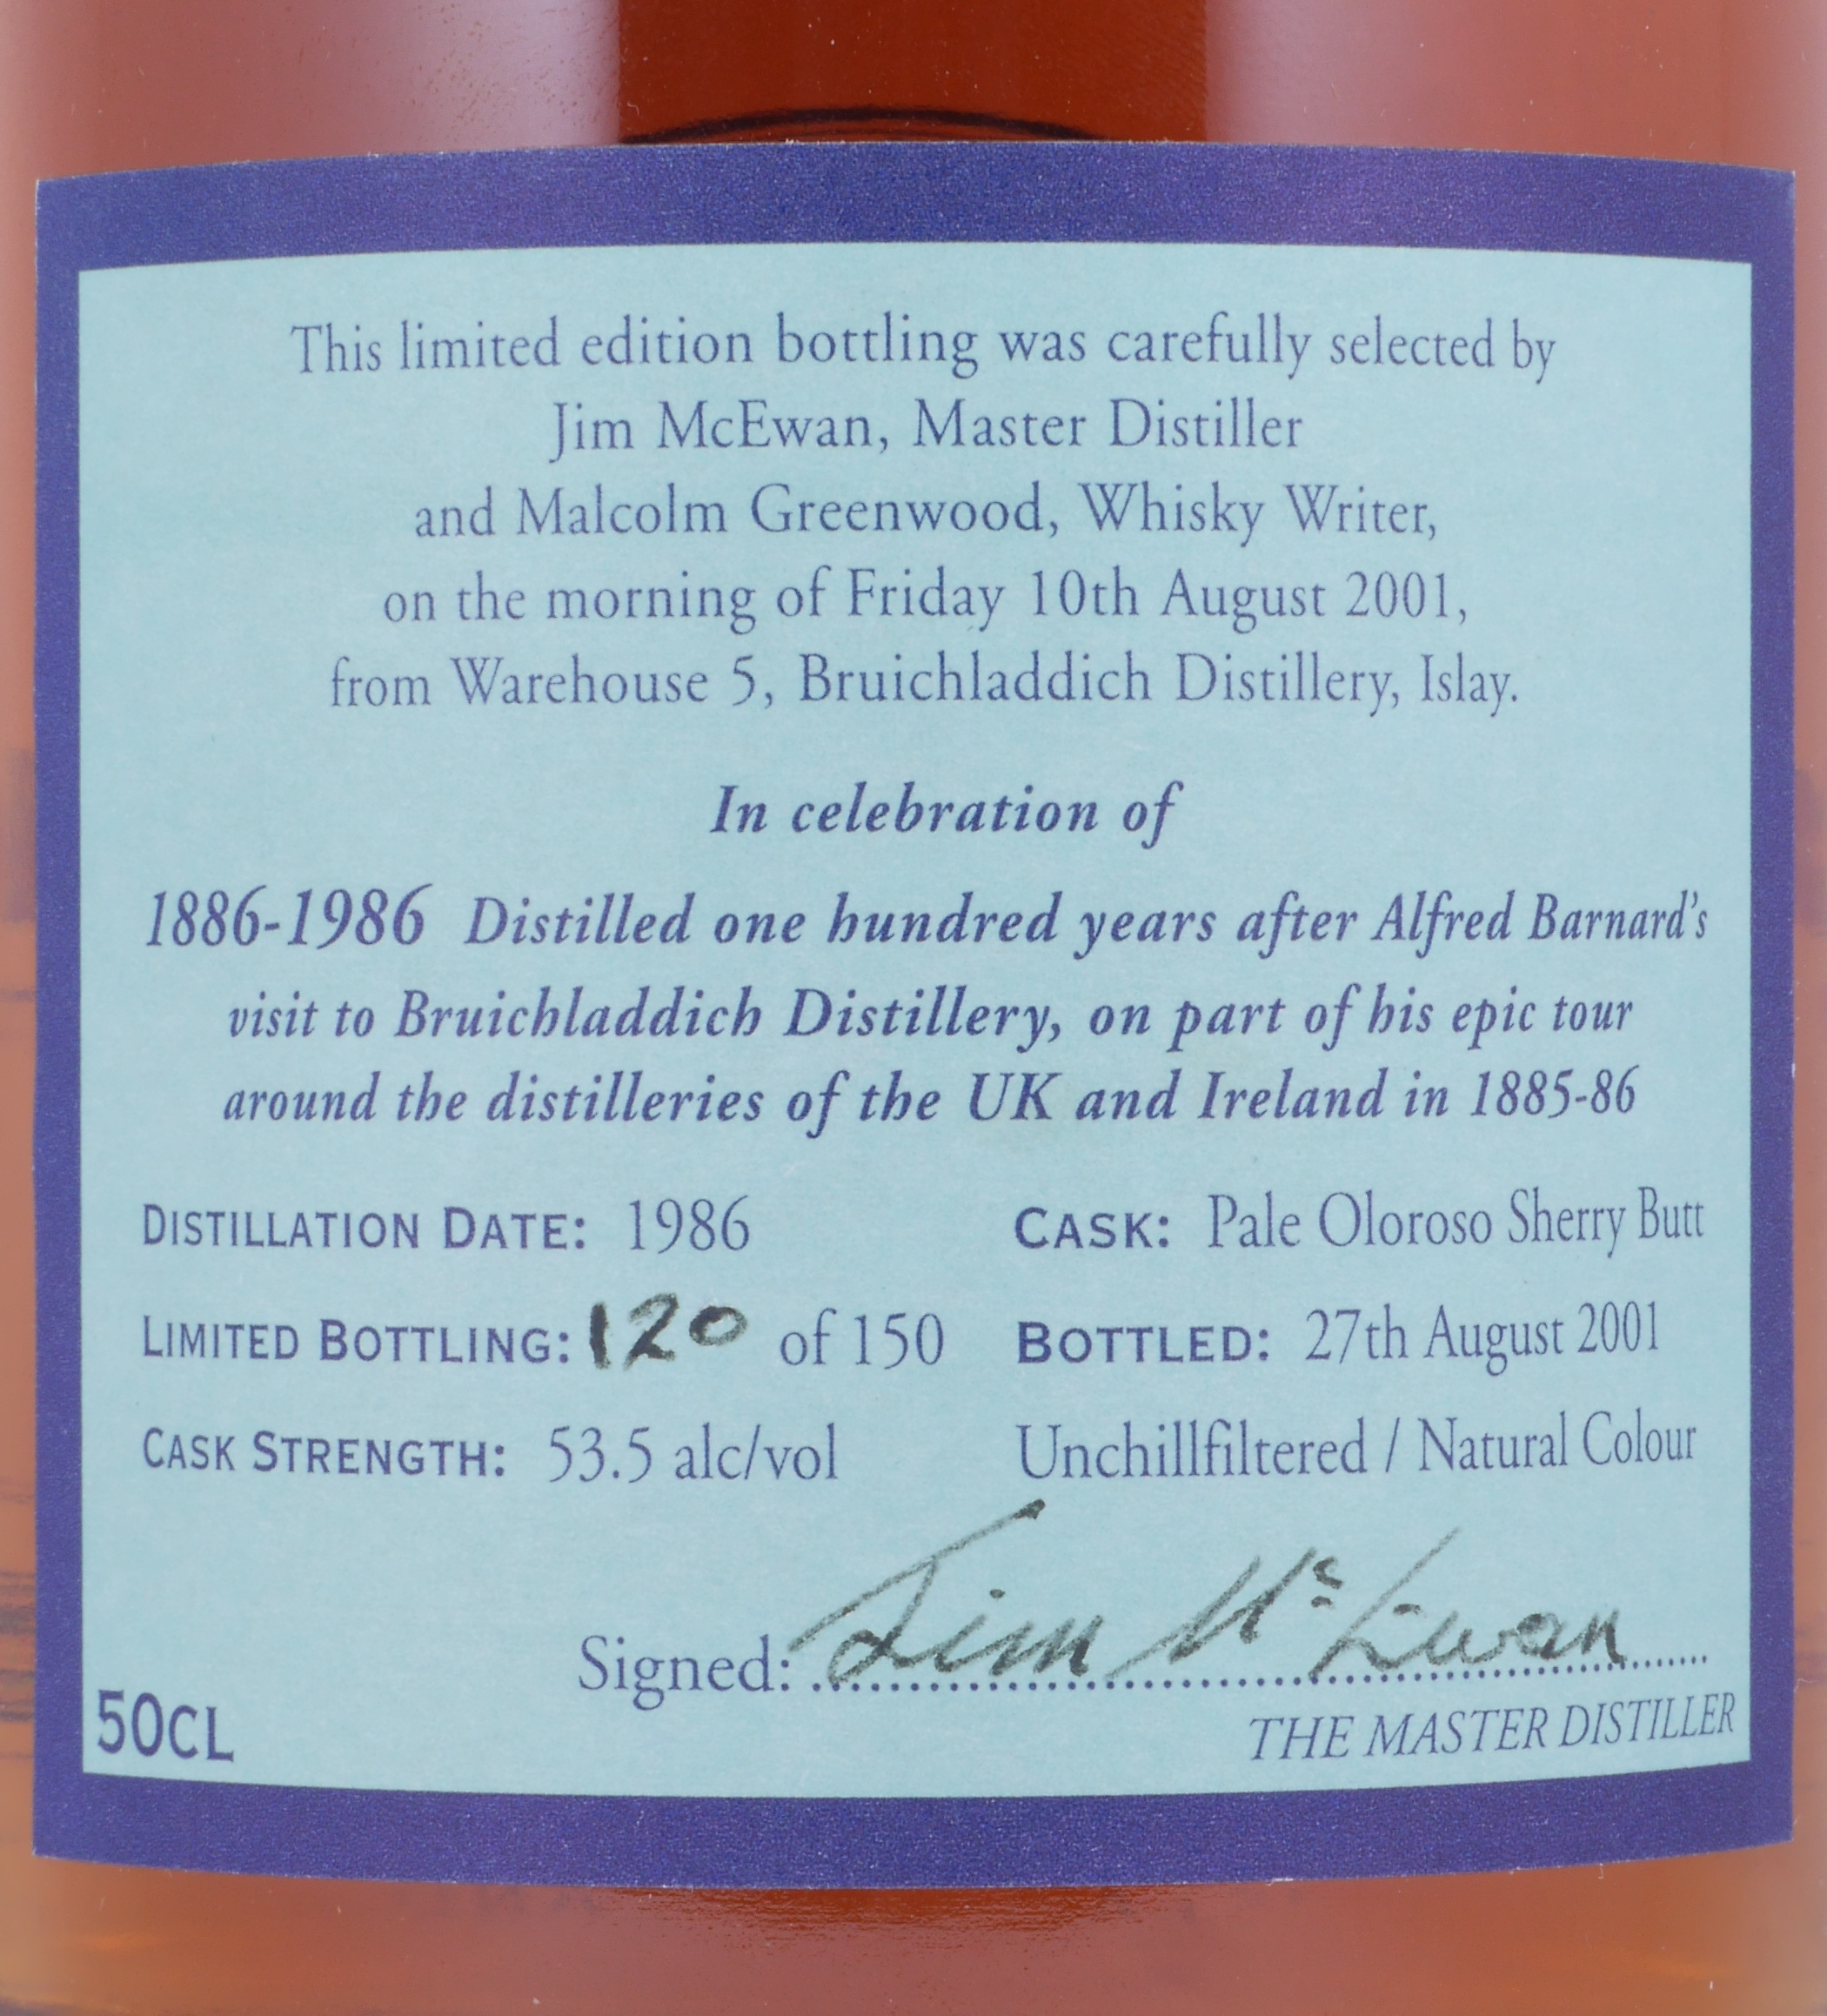 This limited edition bottling was carefully selected by
Jim McEwan, Master Distiller
and Malcolm Greenwood, Whisky Writer,
on the morning of Friday 10th August 2001,
from Warehouse 5, Bruichladdich Distillery, Islay.
In celebration of
1886-1986 Distilled one hundred years after Alfred Barnard's
visit to Bruichladdich Distillery, on part of his epic tour
around the distilleries of the UK and Ireland in 1885-86
DISTILLATION DATE: 1986 CASK: Pale Oloroso Sherry Butt
LIMITED BOTTLING: 120 of 150 BOTTLED: 27th August 2001
CASK STRENGTH: 53.5 alc/vol Unchillfiltered / Natural Colour
Signed: Jim McEwan
THE MASTER DISTILLER
50CL